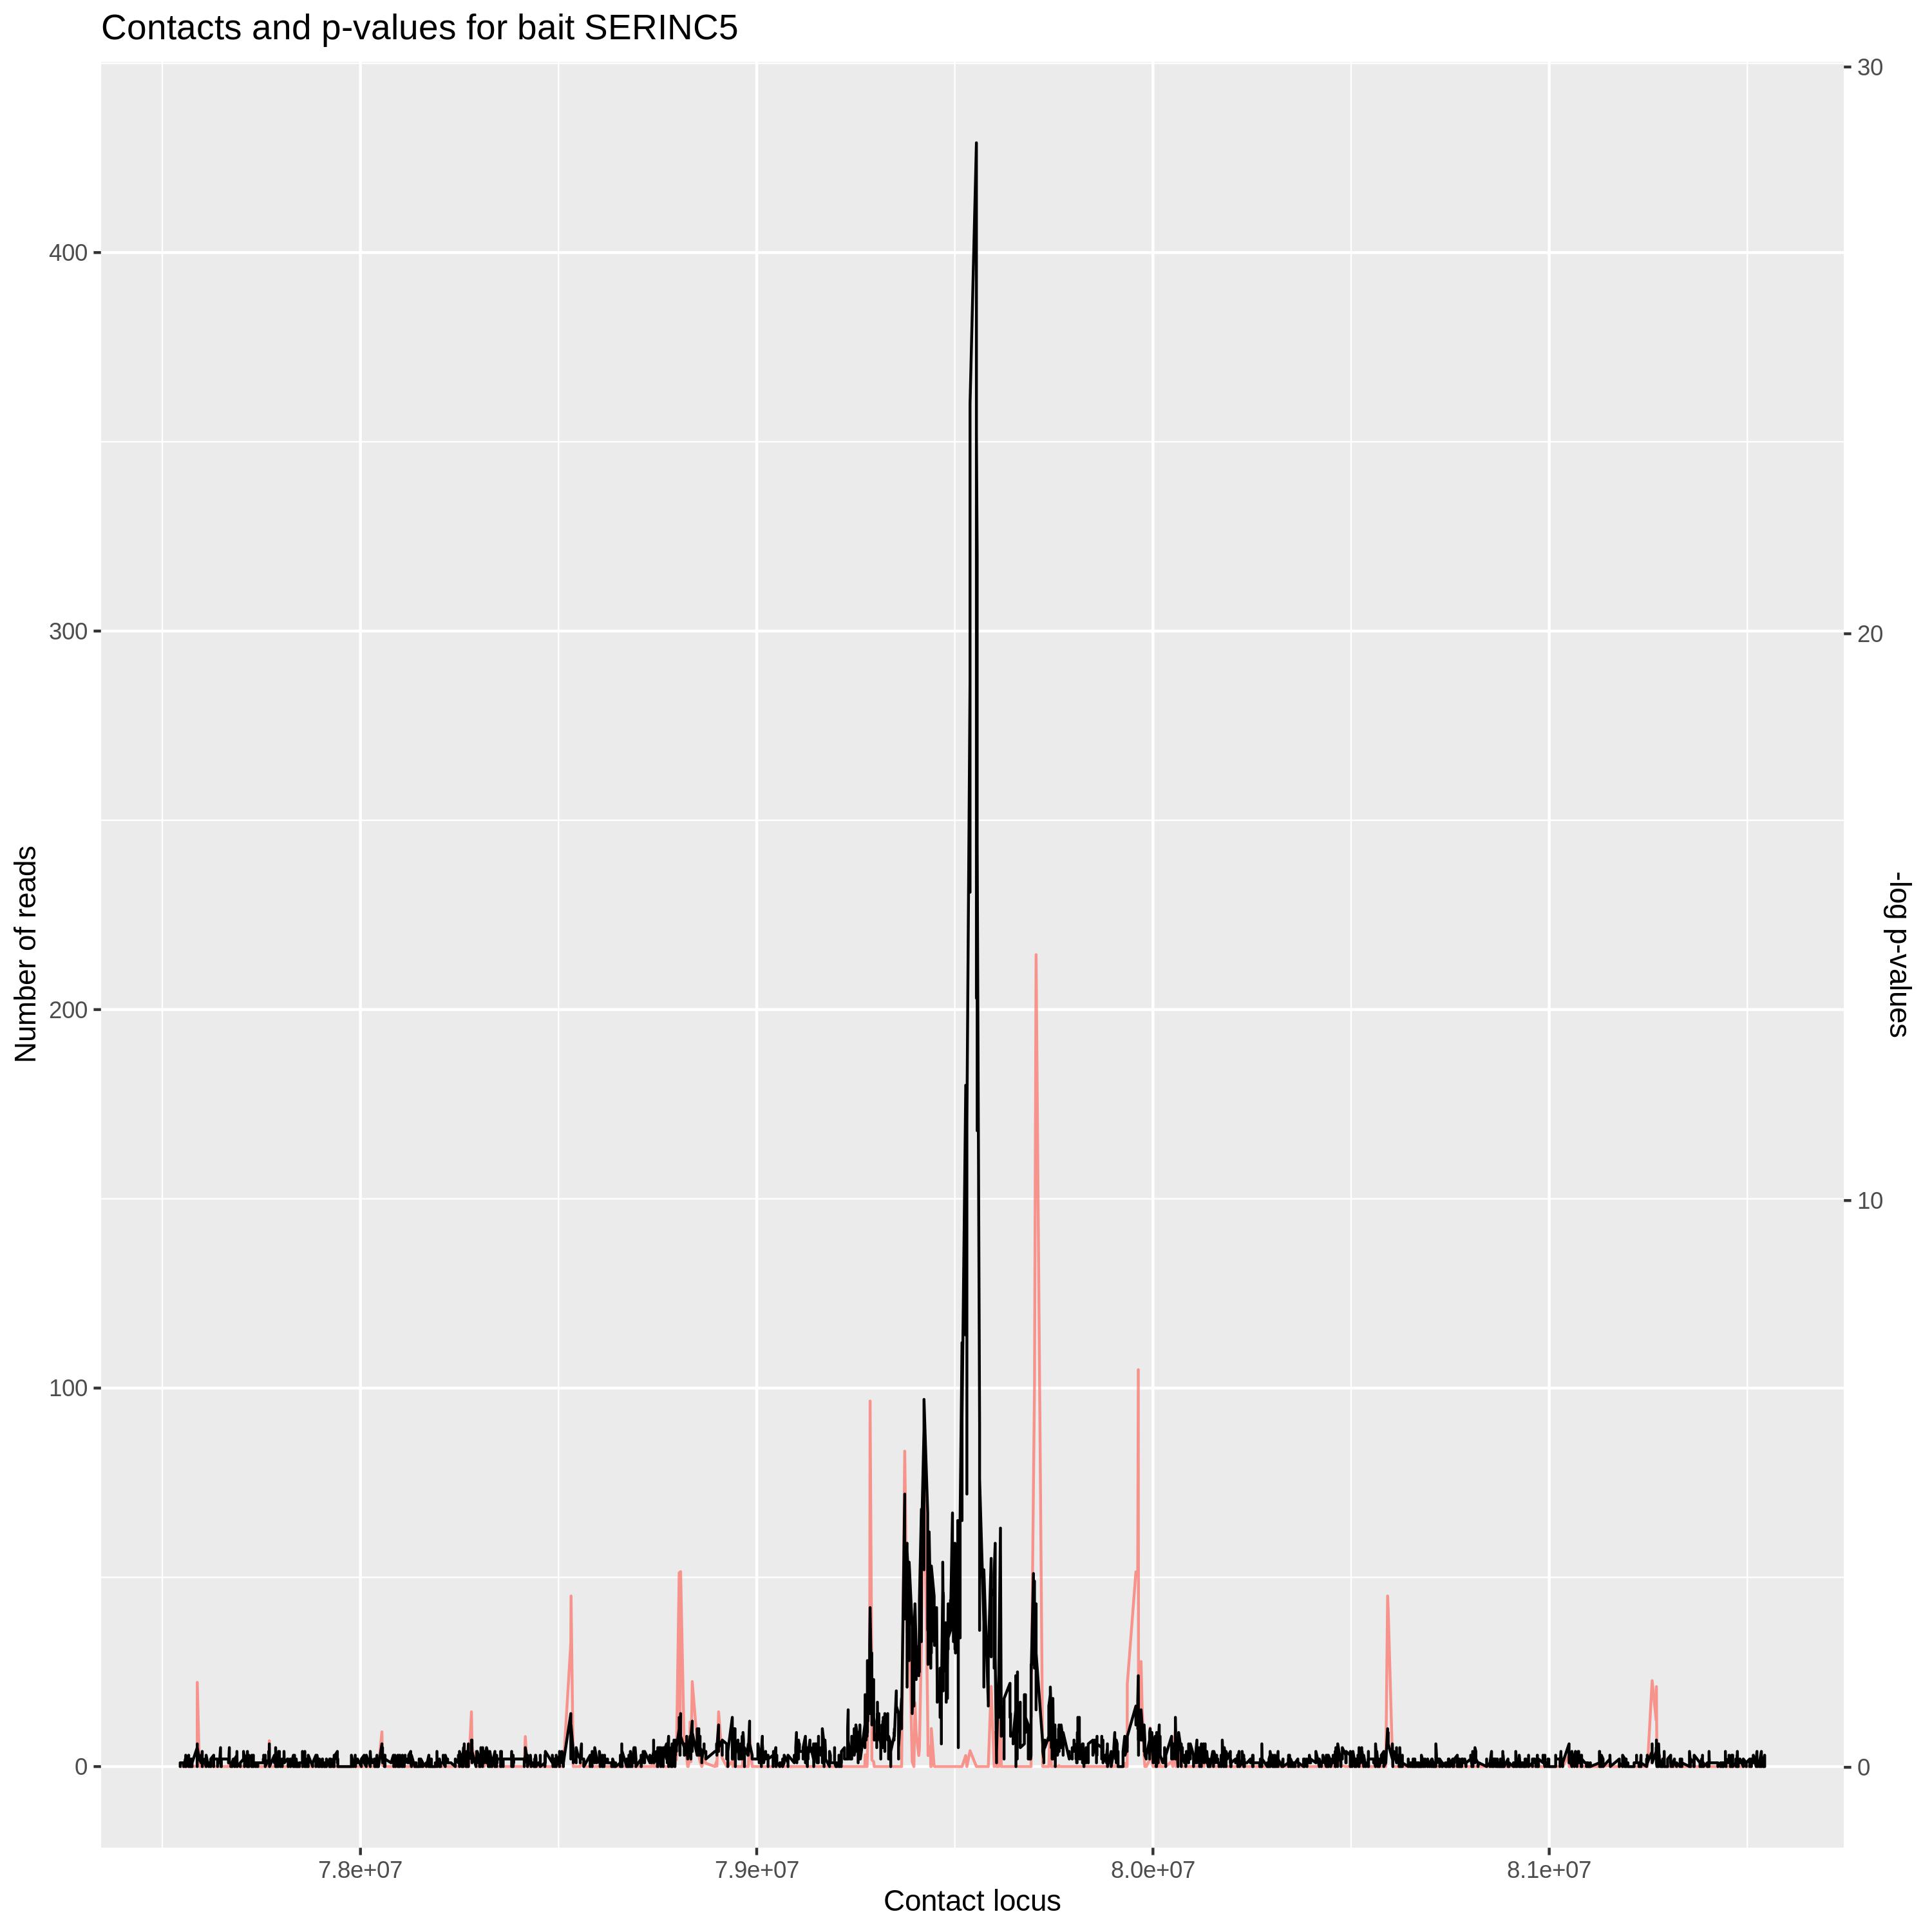 Contacts and p-values for bait SERINC5
30
400
300
20
Number of reads
-log p-values
200
10
100
0
0
7.8e+07
7.9e+07
8.0e+07
8.1e+07
Contact locus